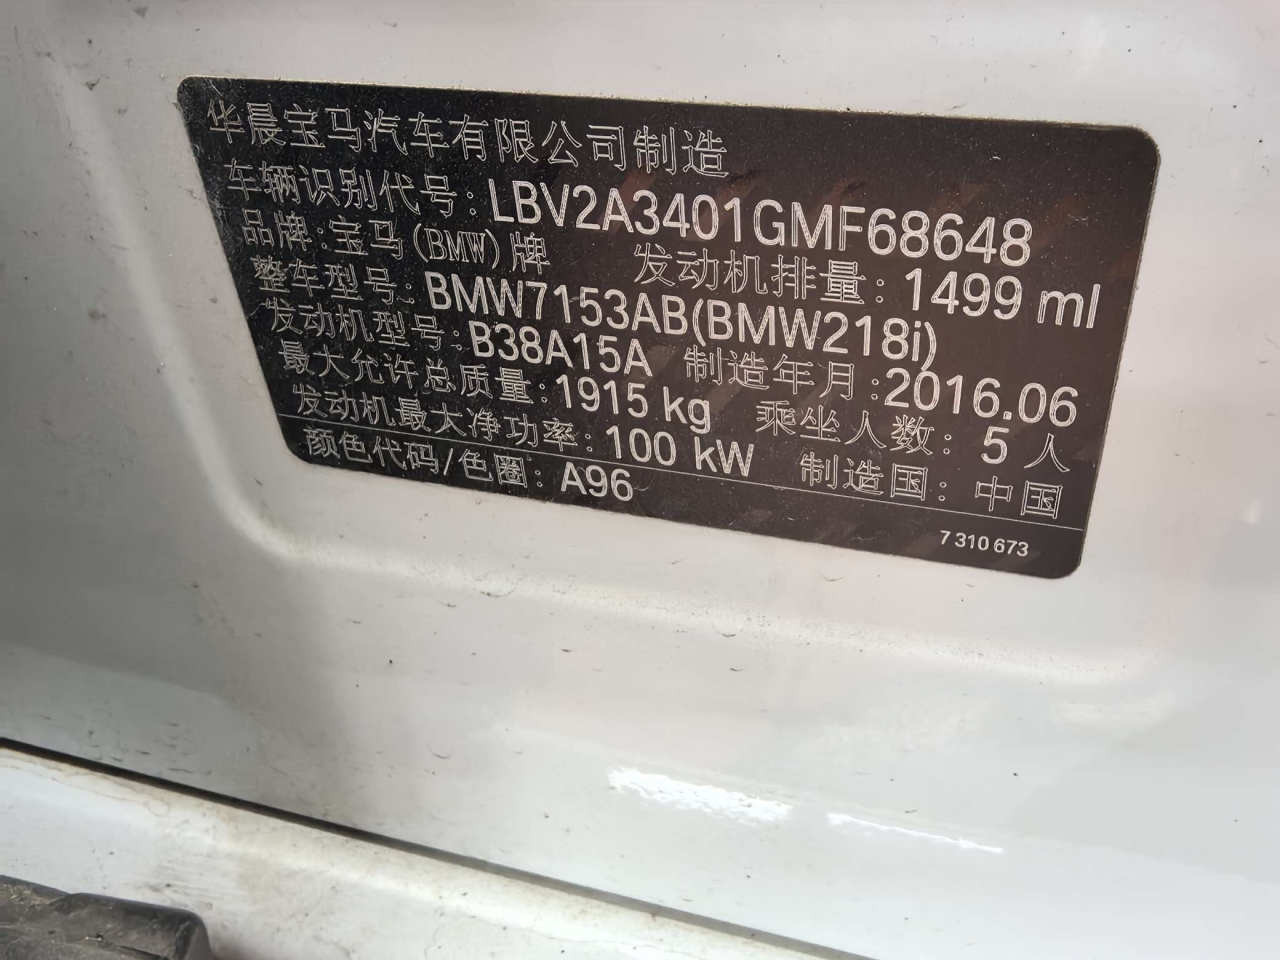 华晨宝马汽车有限公司制造
车辆识别代号: LBV2A3401GMF68648
品牌: 宝马(BMW)牌 发动机排量: 1499 ml
整车型号: BMW7153AB(BMW218i)
发动机型号: B38A15A 制造年月: 2016.06
最大允许总质量: 1915 kg 乘坐人数: 5 人
发动机最大净功率: 100 kW 制造国: 中国
颜色代码/色圈: A96
7 310 673